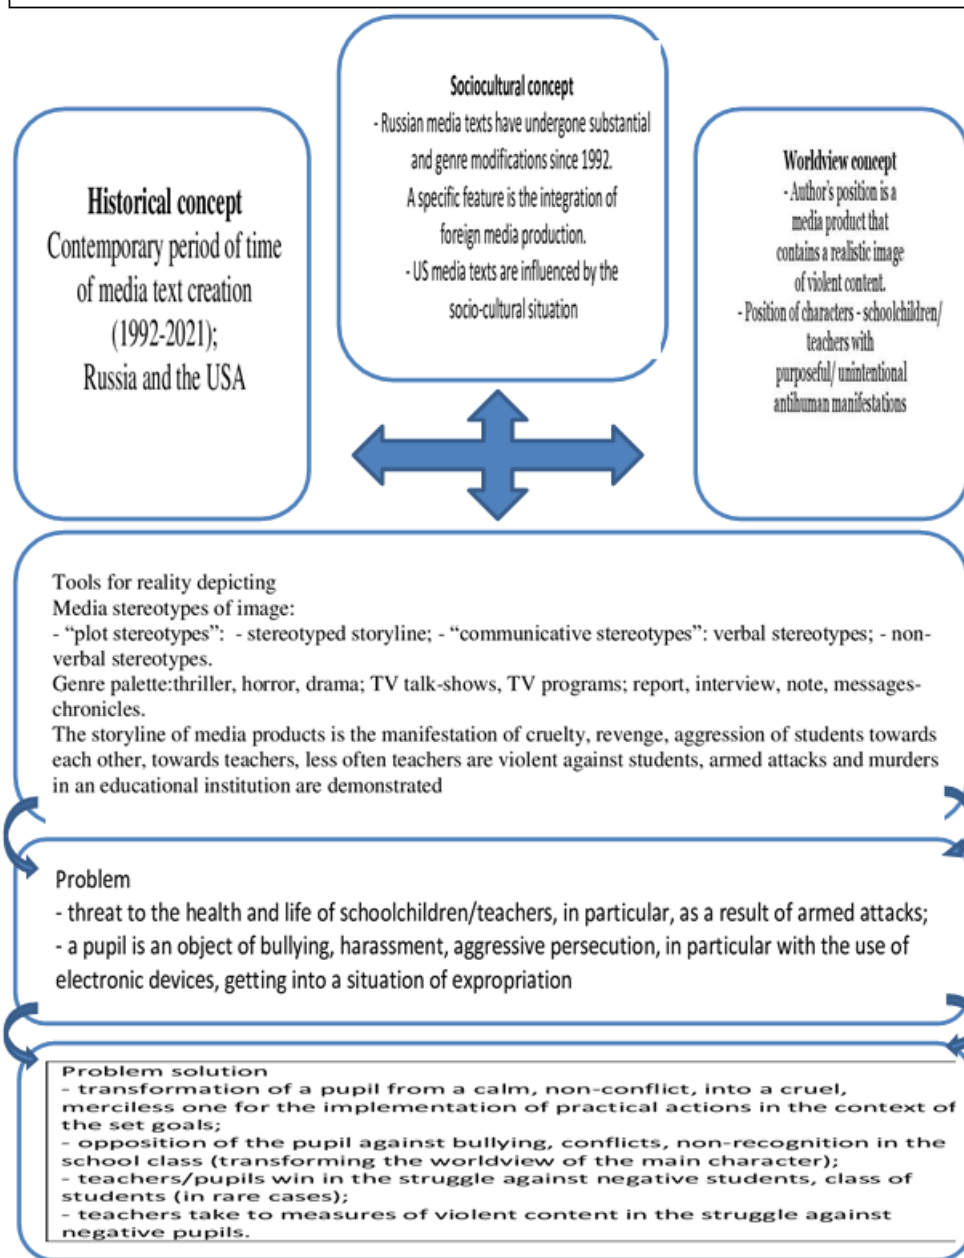 Historical concept
Contemporary period of time
of media text creation
(1992-2021);
Russia and the USA
Sociocultural concept
- Russian media texts have undergone substantial
and genre modifications since 1992.
A specific feature is the integration of
foreign media production.
- US media texts are influenced by the
socio-cultural situation
Worldview concept
- Author's position is a
media product that
contains a realistic image
of violent content.
- Position of characters - schoolchildren/
teachers with
purposeful/ unintentional
antihuman manifestations
Tools for reality depicting
Media stereotypes of image:
- “plot stereotypes”:  - stereotyped storyline; - “communicative stereotypes”: verbal stereotypes; - non-
verbal stereotypes.
Genre palette:thriller, horror, drama; TV talk-shows, TV programs; report, interview, note, messages-
chronicles.
The storyline of media products is the manifestation of cruelty, revenge, aggression of students towards
each other, towards teachers, less often teachers are violent against students, armed attacks and murders
in an educational institution are demonstrated
Problem
- threat to the health and life of schoolchildren/teachers, in particular, as a result of armed attacks;
- a pupil is an object of bullying, harassment, aggressive persecution, in particular with the use of
electronic devices, getting into a situation of expropriation
Problem solution
- transformation of a pupil from a calm, non-conflict, into a cruel,
merciless one for the implementation of practical actions in the context of
the set goals;
- opposition of the pupil against bullying, conflicts, non-recognition in the
school class (transforming the worldview of the main character);
- teachers/pupils win in the struggle against negative students, class of
students (in rare cases);
- teachers take to measures of violent content in the struggle against
negative pupils.